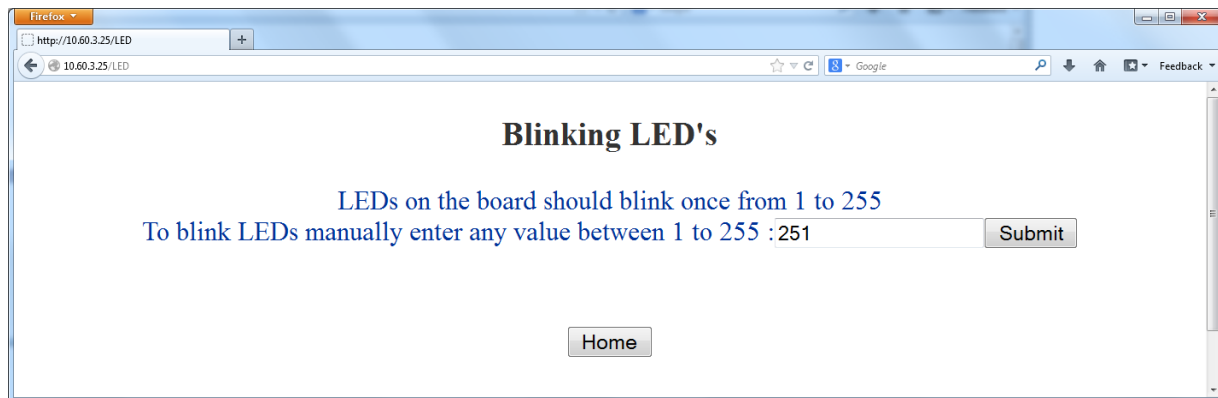 Firefox
http://10.60.3.25/LED
10.60.3.25/LED
Google
Feedback
Blinking LED's
LEDs on the board should blink once from 1 to 255
To blink LEDs manually enter any value between 1 to 255 :251 Submit
Home